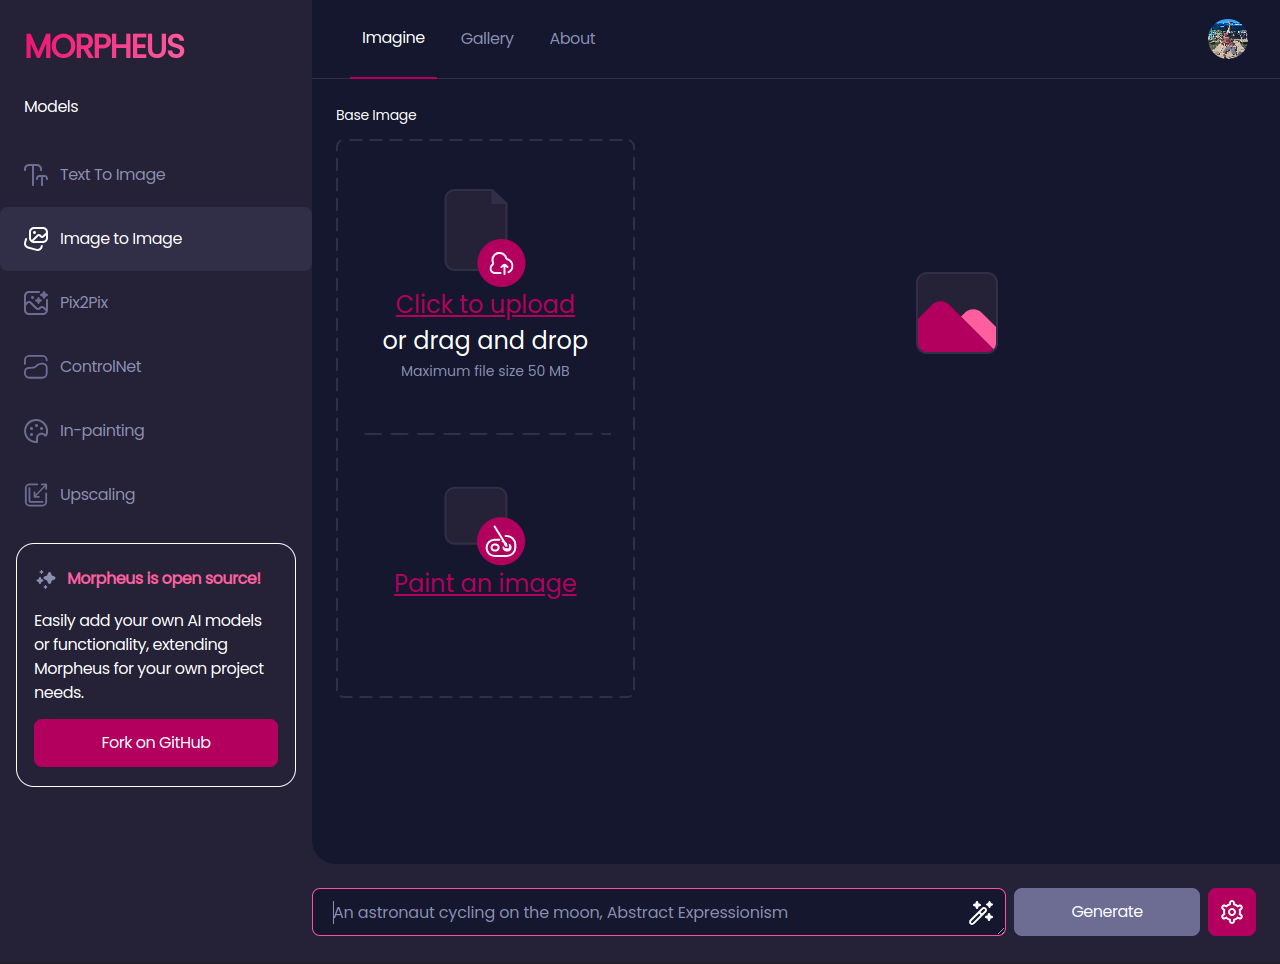 MORPHEUS
Models
Text To Image
Image to Image
Pix2Pix
ControlNet
In-painting
Upscaling
Morpheus is open source!
Easily add your own AI models
or functionality, extending
Morpheus for your own project
needs.
Fork on GitHub
Imagine
Gallery
About
Base Image
Click to upload
or drag and drop
Maximum file size 50 MB
Paint an image
An astronaut cycling on the moon, Abstract Expressionism
Generate